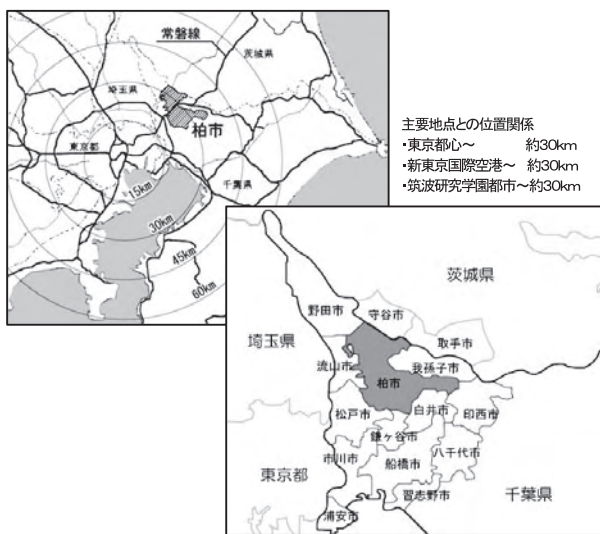 常磐線
茨城県
埼玉県
柏市
東京都
千葉県
15km
30km
45km
60km
主要地点との位置関係
・東京都心～　　　約30km
・新東京国際空港～　約30km
・筑波研究学園都市～約30km
茨城県
野田市
守谷市
取手市
埼玉県
流山市
我孫子市
柏市
松戸市
白井市
印西市
鎌ヶ谷市
市川市
船橋市
八千代市
東京都
習志野市
千葉県
浦安市